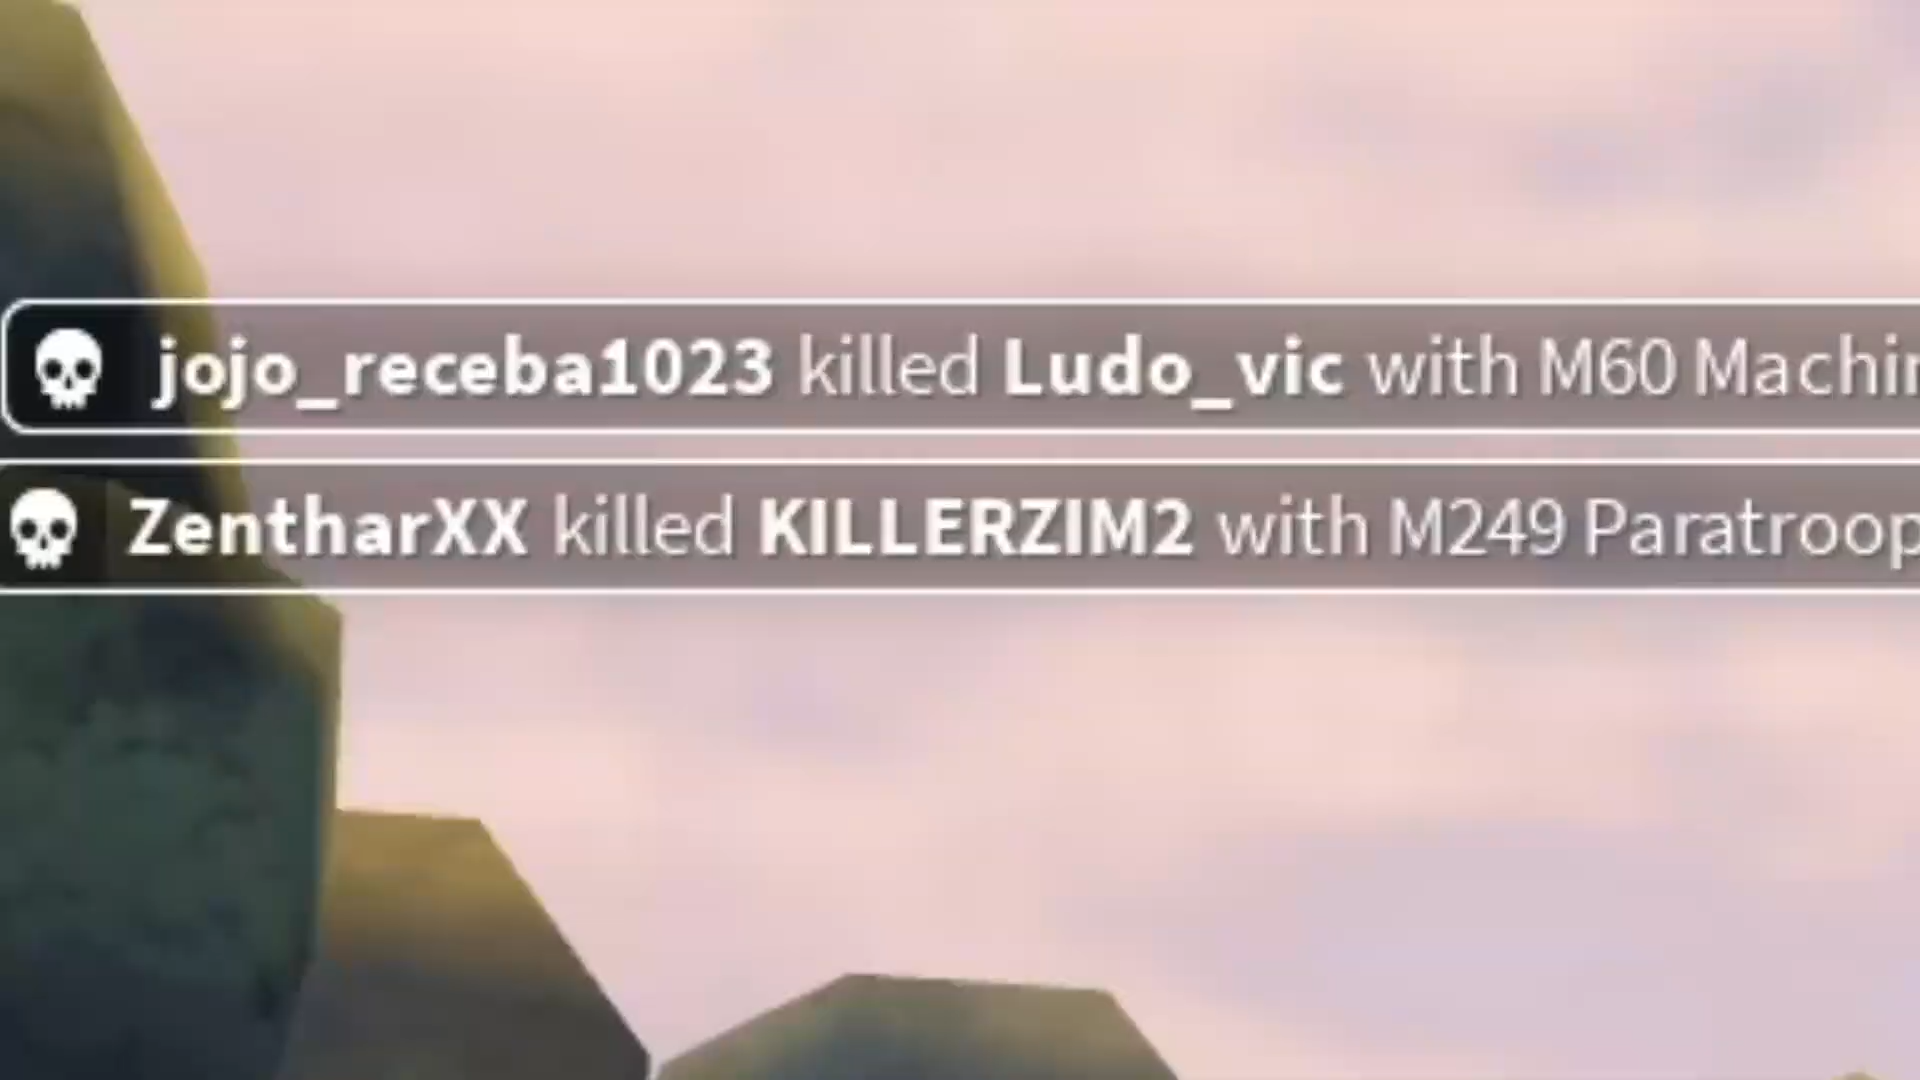 jojo_receba1023 killed Ludo_vic with M60 Machin
ZentharXX killed KILLERZIM2 with M249 Paratroop